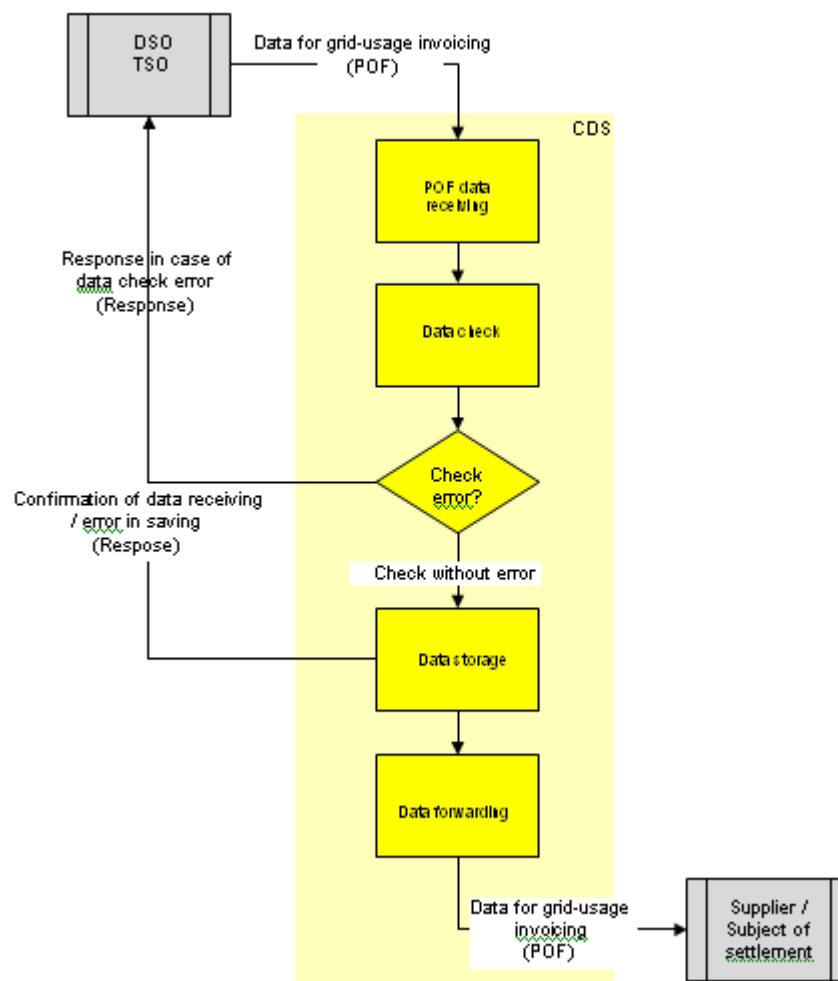 DSO
TSO
Data for grid-usage invoicing
(POF)
CDS
POF data
receiving
Response in case of
data check error
(Response)
Data check
Check
error?
Confirmation of data receiving
/ error in saving
(Respose)
Check without error
Data storage
Data forwarding
Data for grid-usage
invoicing
(POF)
Supplier /
Subject of
settlement